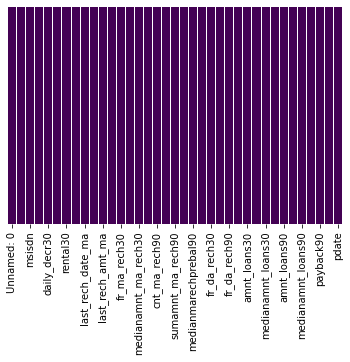 Unnamed: 0
msisdn
daily_decr30
rental30
last_rech_date_ma
last_rech_amt_ma
fr_ma_rech30
medianamnt_ma_rech30
cnt_ma_rech90
sumamnt_ma_rech90
medianmarechprebal90
fr_da_rech30
fr_da_rech90
amnt_loans30
medianamnt_loans30
amnt_loans90
medianamnt_loans90
payback90
pdate